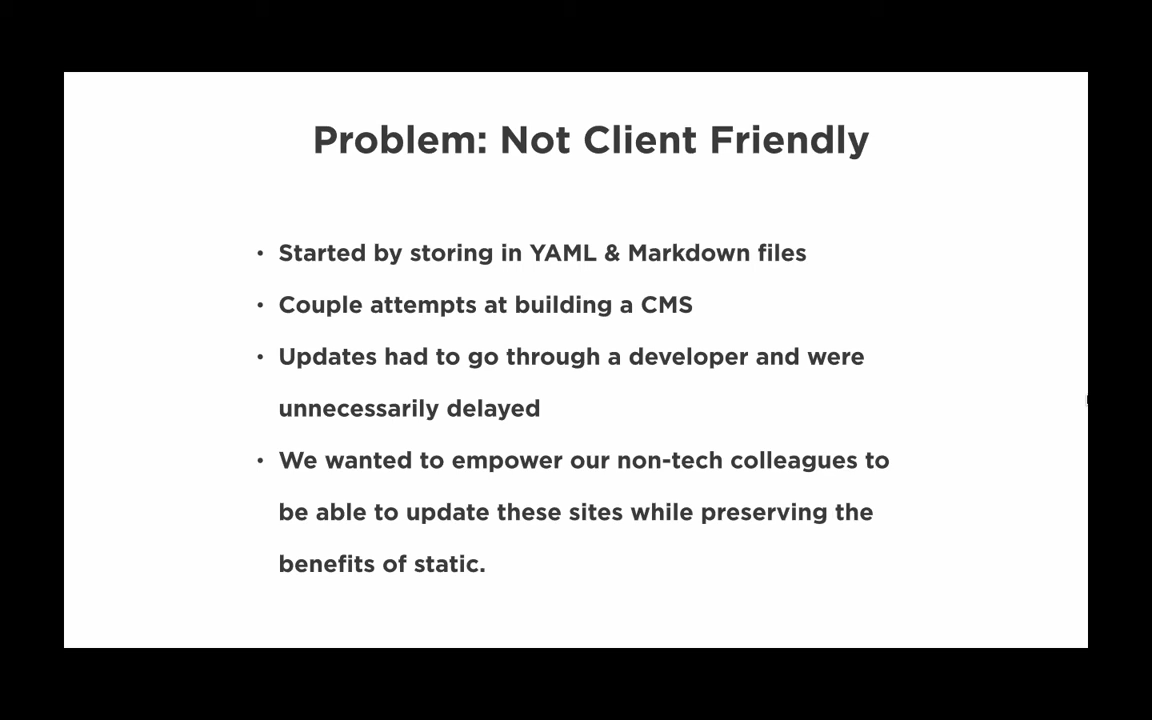 Problem: Not Client Friendly
• Started by storing in YAML & Markdown files
• Couple attempts at building a CMS
• Updates had to go through a developer and were
unnecessarily delayed
• We wanted to empower our non-tech colleagues to
be able to update these sites while preserving the
benefits of static.